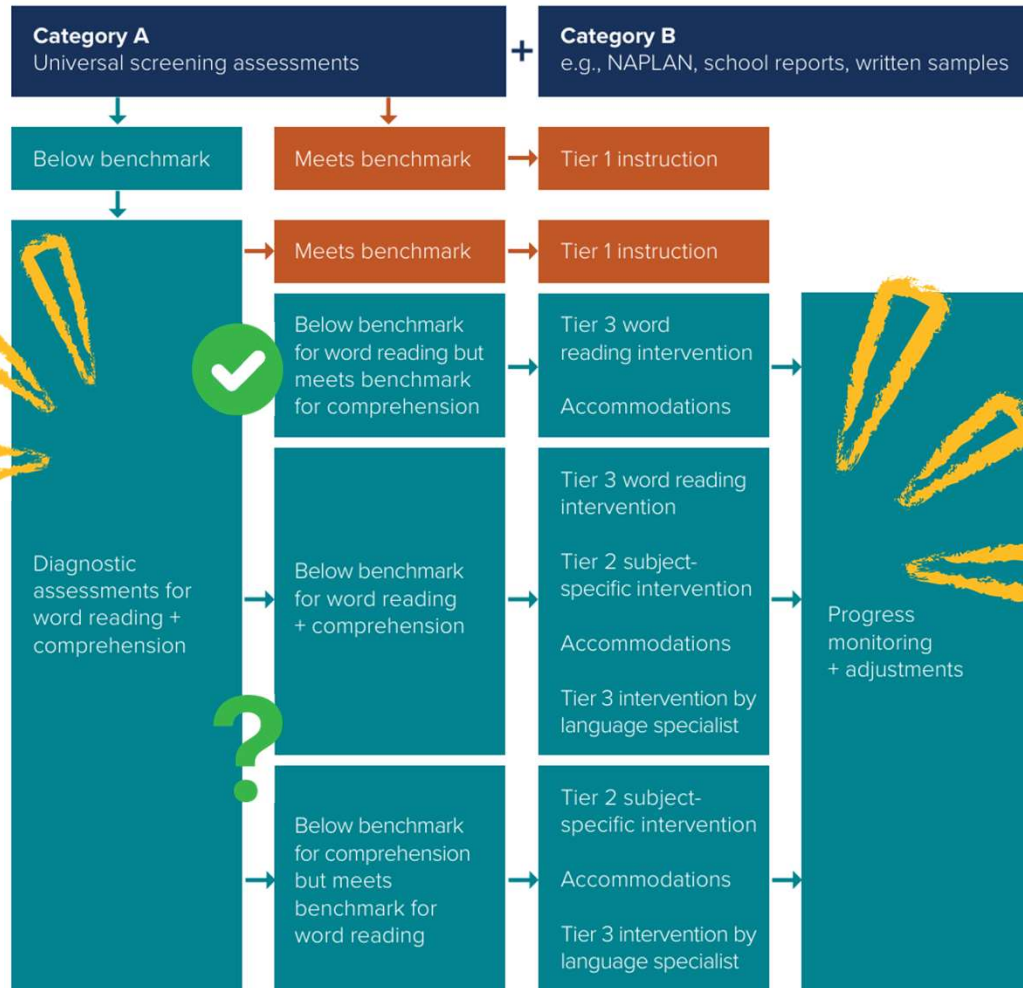 Category A
Universal screening assessments
+
Category B
e.g., NAPLAN, school reports, written samples
Below benchmark
Meets benchmark
Tier 1 instruction
Meets benchmark
Tier 1 instruction
Diagnostic
assessments for
word reading +
comprehension
Below benchmark
for word reading but
meets benchmark
for comprehension
Tier 3 word
reading intervention
Accommodations
Below benchmark
for word reading
+ comprehension
Tier 3 word reading
intervention
Tier 2 subject-
specific intervention
Accommodations
Tier 3 intervention by
language specialist
?
Below benchmark
for comprehension
but meets
benchmark for
word reading
Tier 2 subject-
specific intervention
Accommodations
Tier 3 intervention by
language specialist
Progress
monitoring
+ adjustments